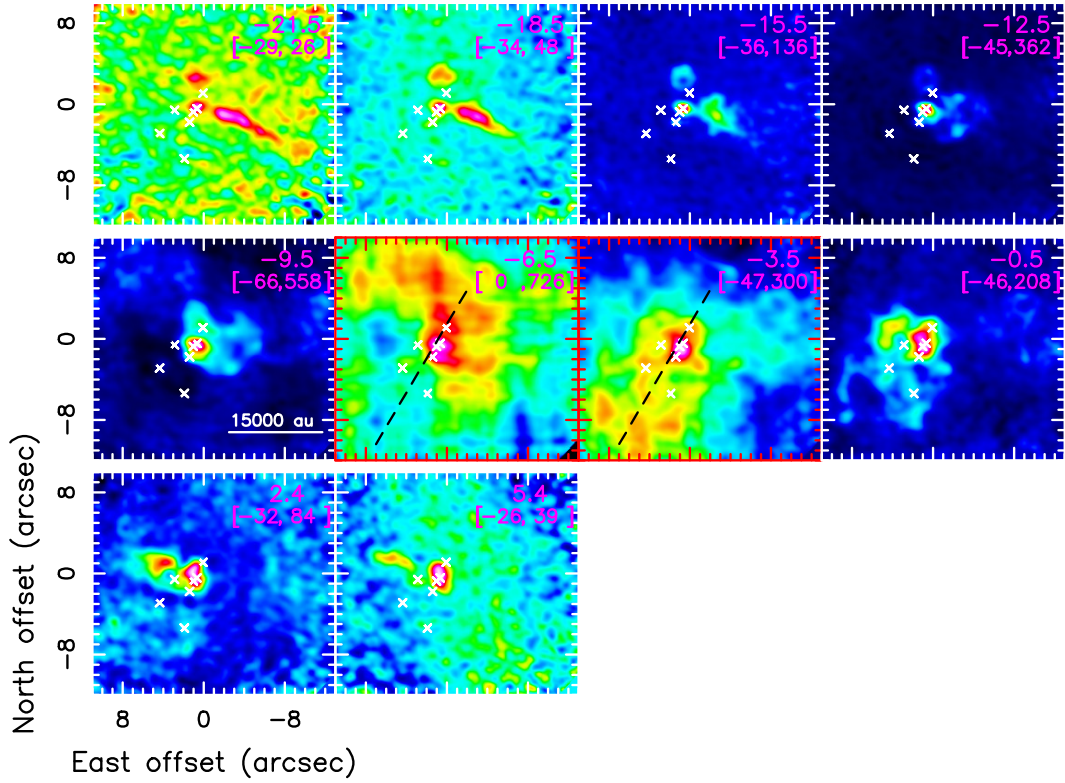 −21.5
[−29, 26 ]
−18.5
[−34, 48 ]
−15.5
[−36,136]
−12.5
[−45,362]
8
0
−8
−9.5
[−66,558]
−6.5
[ 0 ,726]
−3.5
[−47,300]
−0.5
[−46,208]
8
0
−8
15000 au
2.4
[−32, 84 ]
5.4
[−26, 39 ]
8
0
−8
8 0 −8
North offset (arcsec)
East offset (arcsec)